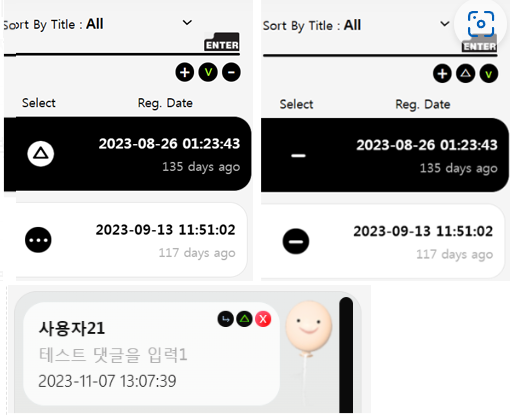 Sort By Title : All
ENTER
+ V -
Select Reg. Date
2023-08-26 01:23:43
135 days ago
2023-09-13 11:51:02
117 days ago
Sort By Title : All
ENTER
+ △ V
Select Reg. Date
2023-08-26 01:23:43
135 days ago
2023-09-13 11:51:02
117 days ago
사용자21
X
테스트 댓글을 입력1
2023-11-07 13:07:39